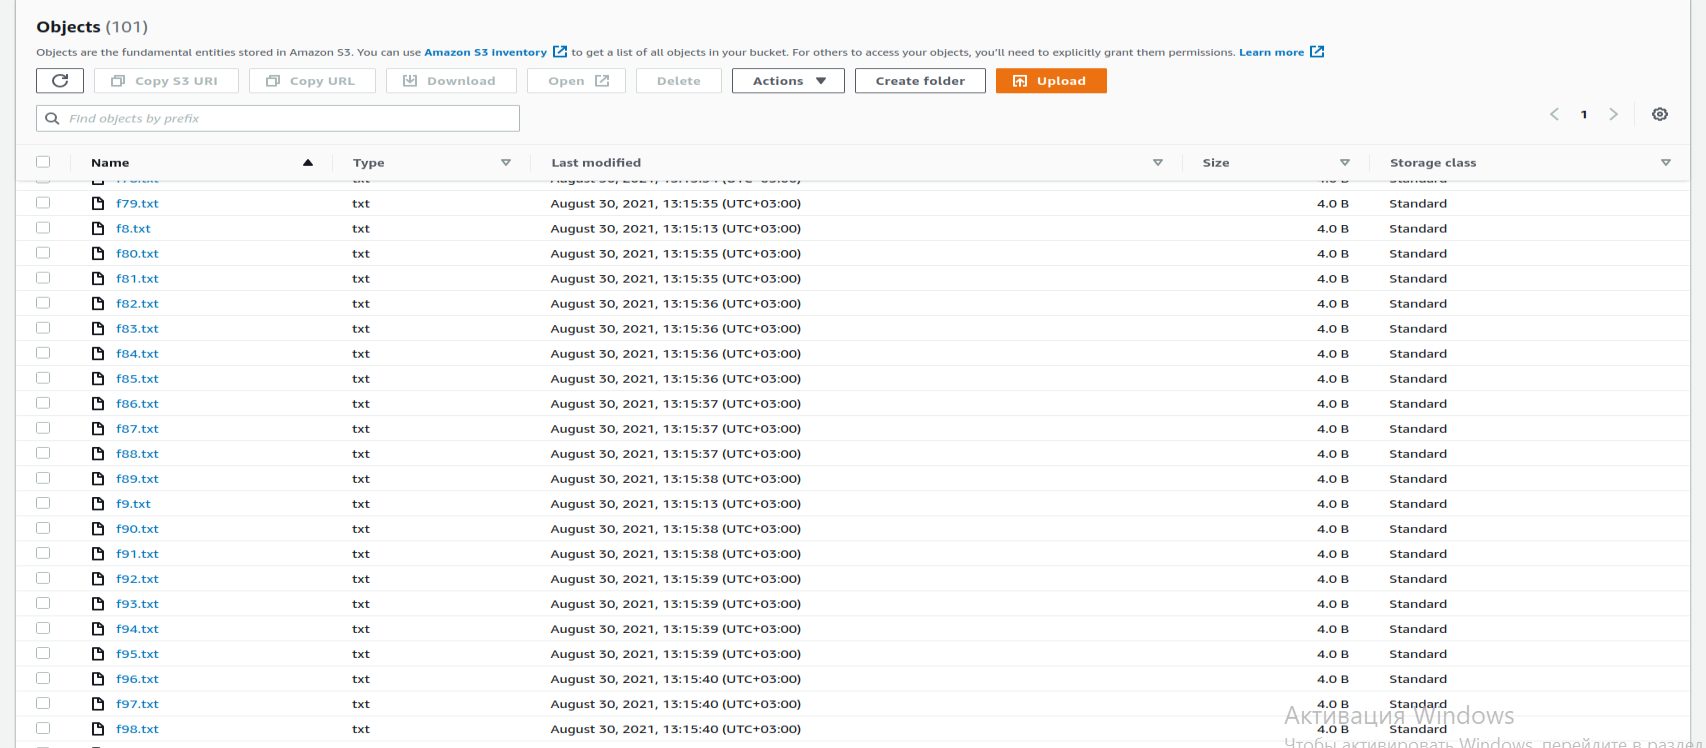 Objects (101)
Objects are the fundamental entities stored in Amazon S3. You can use Amazon S3 Inventory to get a list of all objects in your bucket. For others to access your objects, you'll need to explicitly grant them permissions. Learn more
Copy S3 URI Copy URL Download Open Delete Actions Create folder Upload
Find objects by prefix 1
Name Type Last modified Size Storage class
f79.txt txt August 30, 2021, 13:15:35 (UTC+03:00) 4.0 B Standard
f8.txt txt August 30, 2021, 13:15:13 (UTC+03:00) 4.0 B Standard
f80.txt txt August 30, 2021, 13:15:35 (UTC+03:00) 4.0 B Standard
f81.txt txt August 30, 2021, 13:15:35 (UTC+03:00) 4.0 B Standard
f82.txt txt August 30, 2021, 13:15:36 (UTC+03:00) 4.0 B Standard
f83.txt txt August 30, 2021, 13:15:36 (UTC+03:00) 4.0 B Standard
f84.txt txt August 30, 2021, 13:15:36 (UTC+03:00) 4.0 B Standard
f85.txt txt August 30, 2021, 13:15:36 (UTC+03:00) 4.0 B Standard
f86.txt txt August 30, 2021, 13:15:37 (UTC+03:00) 4.0 B Standard
f87.txt txt August 30, 2021, 13:15:37 (UTC+03:00) 4.0 B Standard
f88.txt txt August 30, 2021, 13:15:37 (UTC+03:00) 4.0 B Standard
f89.txt txt August 30, 2021, 13:15:38 (UTC+03:00) 4.0 B Standard
f9.txt txt August 30, 2021, 13:15:13 (UTC+03:00) 4.0 B Standard
f90.txt txt August 30, 2021, 13:15:38 (UTC+03:00) 4.0 B Standard
f91.txt txt August 30, 2021, 13:15:38 (UTC+03:00) 4.0 B Standard
f92.txt txt August 30, 2021, 13:15:39 (UTC+03:00) 4.0 B Standard
f93.txt txt August 30, 2021, 13:15:39 (UTC+03:00) 4.0 B Standard
f94.txt txt August 30, 2021, 13:15:39 (UTC+03:00) 4.0 B Standard
f95.txt txt August 30, 2021, 13:15:39 (UTC+03:00) 4.0 B Standard
f96.txt txt August 30, 2021, 13:15:40 (UTC+03:00) 4.0 B Standard
f97.txt txt August 30, 2021, 13:15:40 (UTC+03:00) 4.0 B Standard
Активация Windows
f98.txt txt August 30, 2021, 13:15:40 (UTC+03:00) 4.0 B Standard
Чтобы активировать Windows, перейдите в раздел